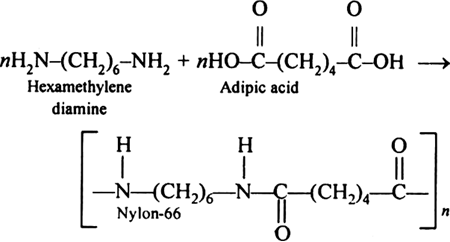 O O
nH₂N–(CH₂)₆–NH₂ + nHO–C–(CH₂)₄–C–OH ⟶
Hexamethylene Adipic acid
diamine
H H O
[–N–(CH₂)₆–N–C–(CH₂)₄–C–]ₙ
Nylon-66 O